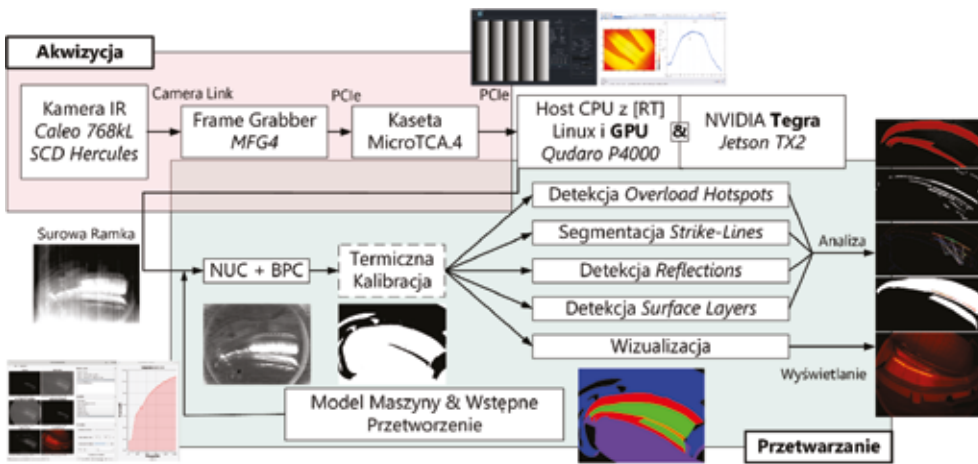 Akwizycja
Kamera IR
Caleo 768kL
SCD Hercules
Camera Link
Frame Grabber
MFG4
PCIe
Kaseta
MicroTCA.4
PCIe
Host CPU z [RT]
Linux i GPU
Qudaro P4000
&
NVIDIA Tegra
Jetson TX2
Surowa Ramka
NUC + BPC
Termiczna
Kalibracja
Detekcja Overload Hotspots
Segmentacja Strike-Lines
Detekcja Reflections
Detekcja Surface Layers
Wizualizacja
Analiza
Wyświetlanie
Model Maszyny & Wstępne
Przetworzenie
Przetwarzanie